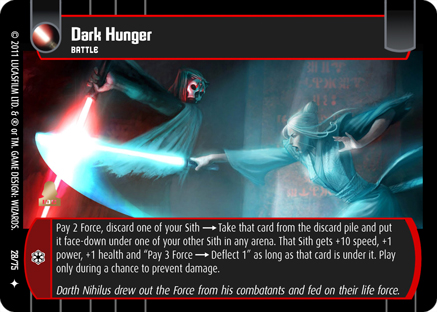 Dark Hunger
BATTLE
Pay 2 Force, discard one of your Sith → Take that card from the discard pile and put
it face-down under one of your other Sith in any arena. That Sith gets +10 speed, +1
power, +1 health and "Pay 3 Force → Deflect 1" as long as that card is under it. Play
only during a chance to prevent damage.
Darth Nihilus drew out the Force from his combatants and fed on their life force.
© 2011 LUCASFILM LTD. & ® or TM. GAME DESIGN: WIZARDS.
28/75